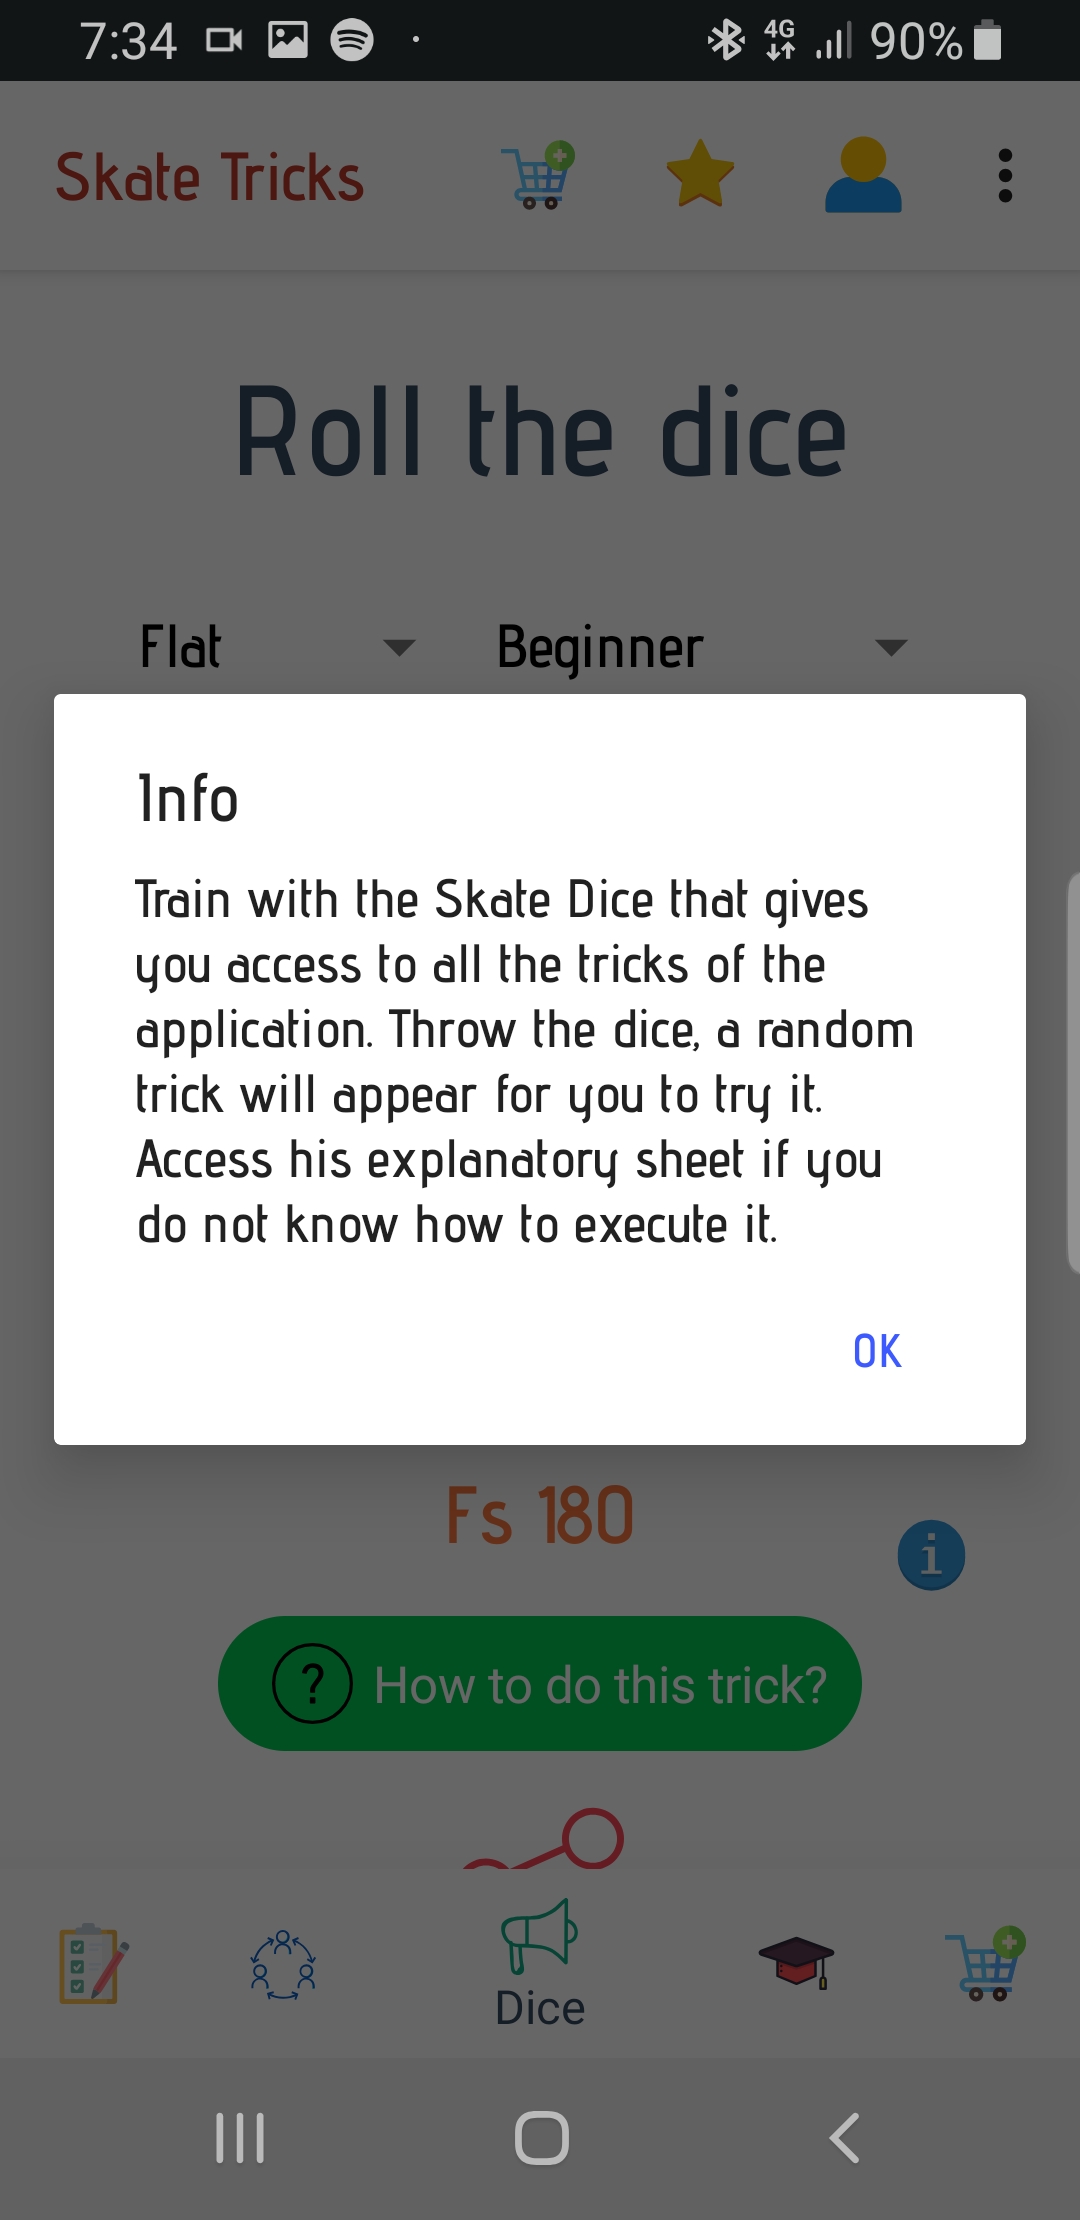 7:34
4G
90%
Skate Tricks
Roll the dice
Flat
Beginner
Info
Train with the Skate Dice that gives
you access to all the tricks of the
application. Throw the dice, a random
trick will appear for you to try it.
Access his explanatory sheet if you
do not know how to execute it.
OK
Fs 180
i
? How to do this trick?
Dice